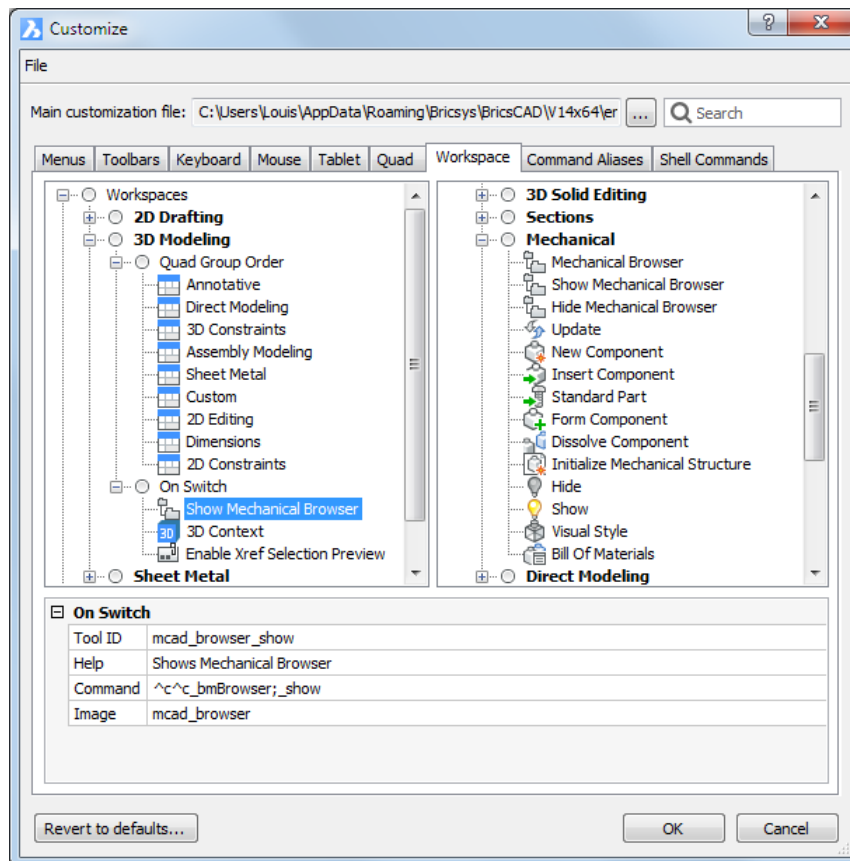 Customize
File
Main customization file: C:\Users\Louis\AppData\Roaming\Bricsys\BricsCAD\V14x64\er ... Search
Menus Toolbars Keyboard Mouse Tablet Quad Workspace Command Aliases Shell Commands
Workspaces
2D Drafting
3D Modeling
Quad Group Order
Annotative
Direct Modeling
3D Constraints
Assembly Modeling
Sheet Metal
Custom
2D Editing
Dimensions
2D Constraints
On Switch
Show Mechanical Browser
3D 3D Context
Enable Xref Selection Preview
Sheet Metal
3D Solid Editing
Sections
Mechanical
Mechanical Browser
Show Mechanical Browser
Hide Mechanical Browser
Update
New Component
Insert Component
Standard Part
Form Component
Dissolve Component
Initialize Mechanical Structure
Hide
Show
Visual Style
Bill Of Materials
Direct Modeling
On Switch
Tool ID mcad_browser_show
Help Shows Mechanical Browser
Command ^c^c_bmBrowser;_show
Image mcad_browser
Revert to defaults... OK Cancel